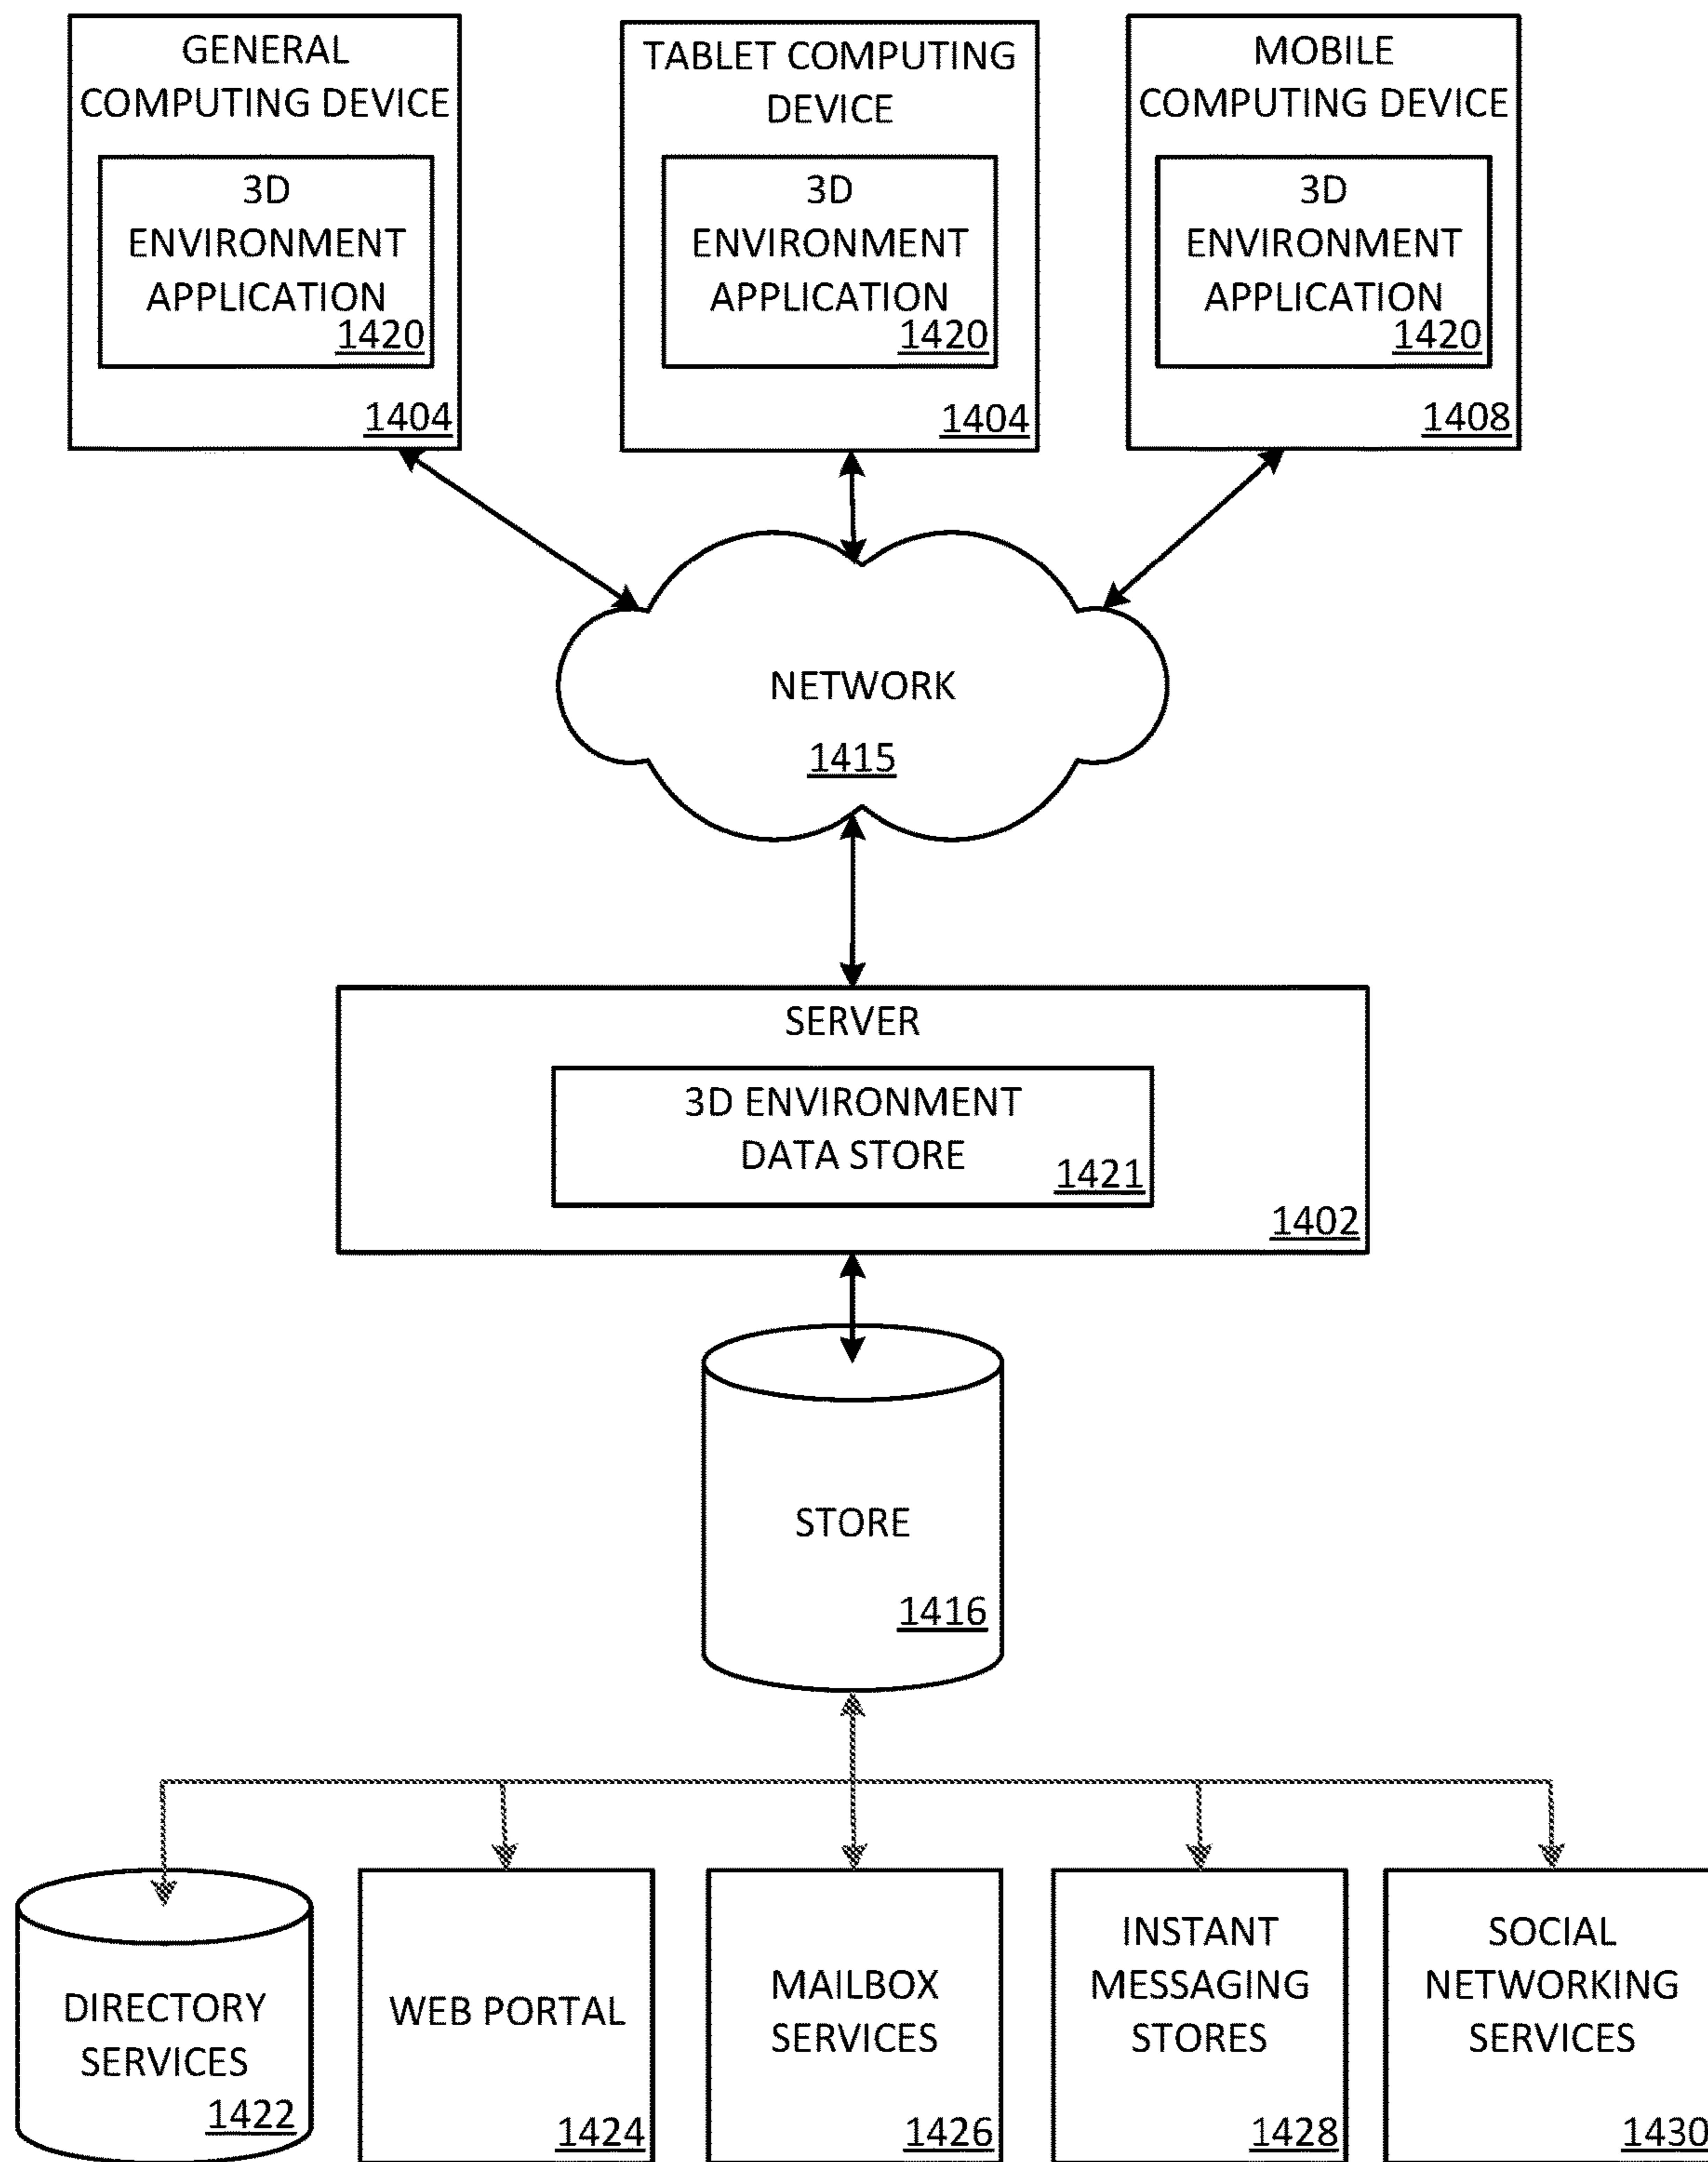 GENERAL
COMPUTING DEVICE
3D
ENVIRONMENT
APPLICATION
1420
1404
TABLET COMPUTING
DEVICE
3D
ENVIRONMENT
APPLICATION
1420
1404
MOBILE
COMPUTING DEVICE
3D
ENVIRONMENT
APPLICATION
1420
1408
NETWORK
1415
SERVER
3D ENVIRONMENT
DATA STORE
1421
1402
STORE
1416
DIRECTORY
SERVICES
1422
WEB PORTAL
1424
MAILBOX
SERVICES
1426
INSTANT
MESSAGING
STORES
1428
SOCIAL
NETWORKING
SERVICES
1430